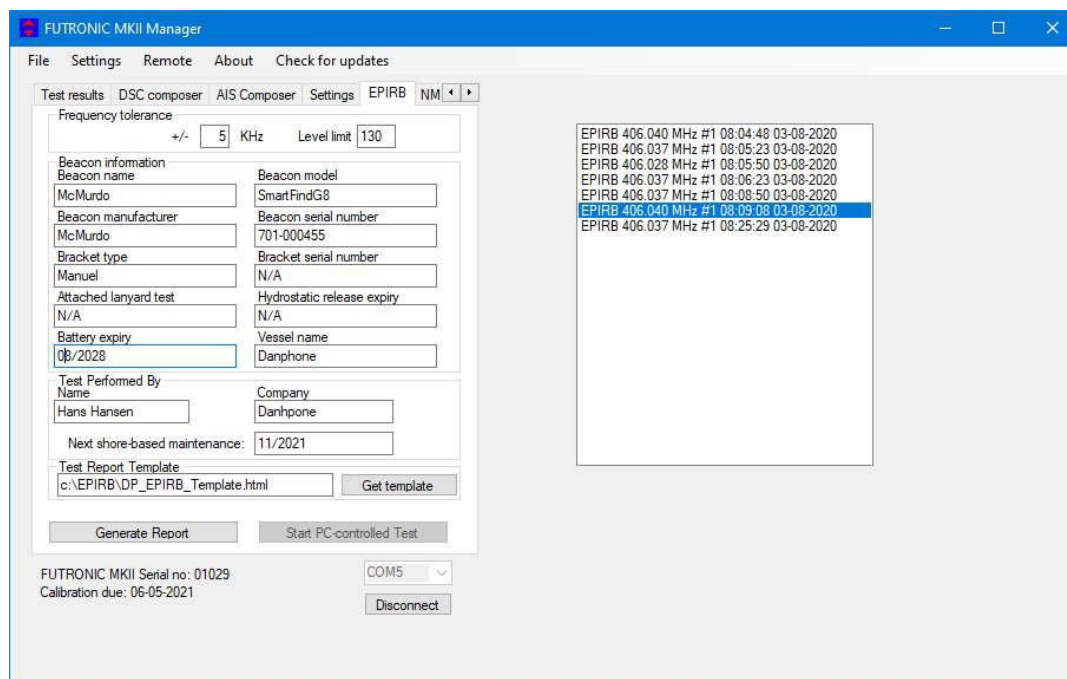 FUTRONIC MKII Manager
File Settings Remote About Check for updates
Test results DSC composer AIS Composer Settings EPIRB NM
Frequency tolerance
+/- 5 KHz Level limit 130
Beacon information
Beacon name Beacon model
McMurdo SmartFindG8
Beacon manufacturer Beacon serial number
McMurdo 701-000455
Bracket type Bracket serial number
Manuel N/A
Attached lanyard test Hydrostatic release expiry
N/A N/A
Battery expiry Vessel name
08/2028 Danphone
Test Performed By
Name Company
Hans Hansen Danhpone
Next shore-based maintenance: 11/2021
Test Report Template
c:\EPIRB\DP_EPIRB_Template.html Get template
Generate Report Start PC-controlled Test
FUTRONIC MKII Serial no: 01029 COM5
Calibration due: 06-05-2021
Disconnect
EPIRB 406.040 MHz #1 08:04:48 03-08-2020
EPIRB 406.037 MHz #1 08:05:23 03-08-2020
EPIRB 406.028 MHz #1 08:05:50 03-08-2020
EPIRB 406.037 MHz #1 08:06:23 03-08-2020
EPIRB 406.037 MHz #1 08:08:50 03-08-2020
EPIRB 406.040 MHz #1 08:09:08 03-08-2020
EPIRB 406.037 MHz #1 08:25:29 03-08-2020